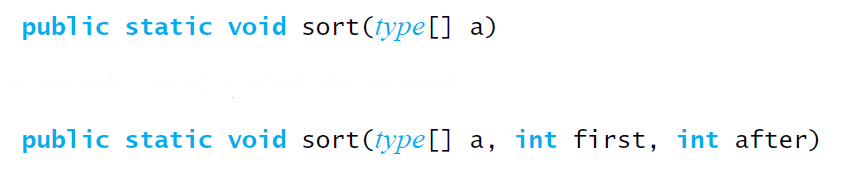 public static void sort(type[] a)
public static void sort(type[] a, int first, int after)